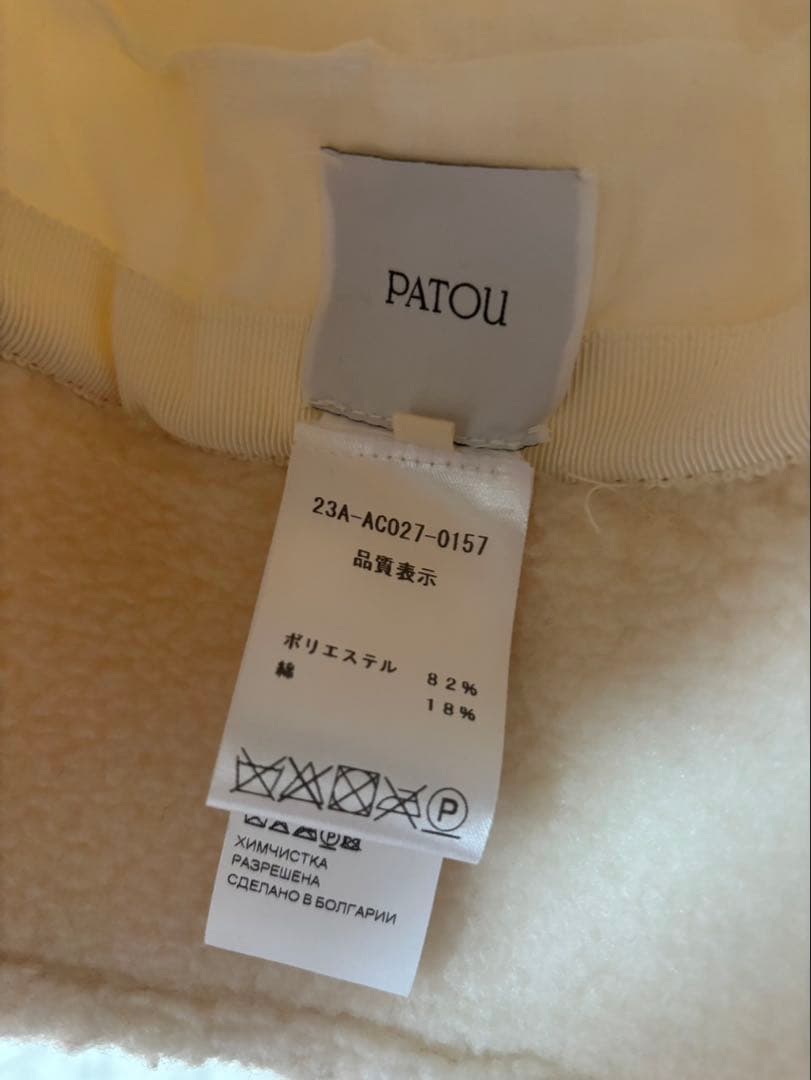 PATOU
23A-AC027-0157
品質表示
ポリエステル 82%
綿 18%
P
ХИМЧИСТКА
РАЗРЕШЕНА
СДЕЛАНО В БОЛГАРИИ